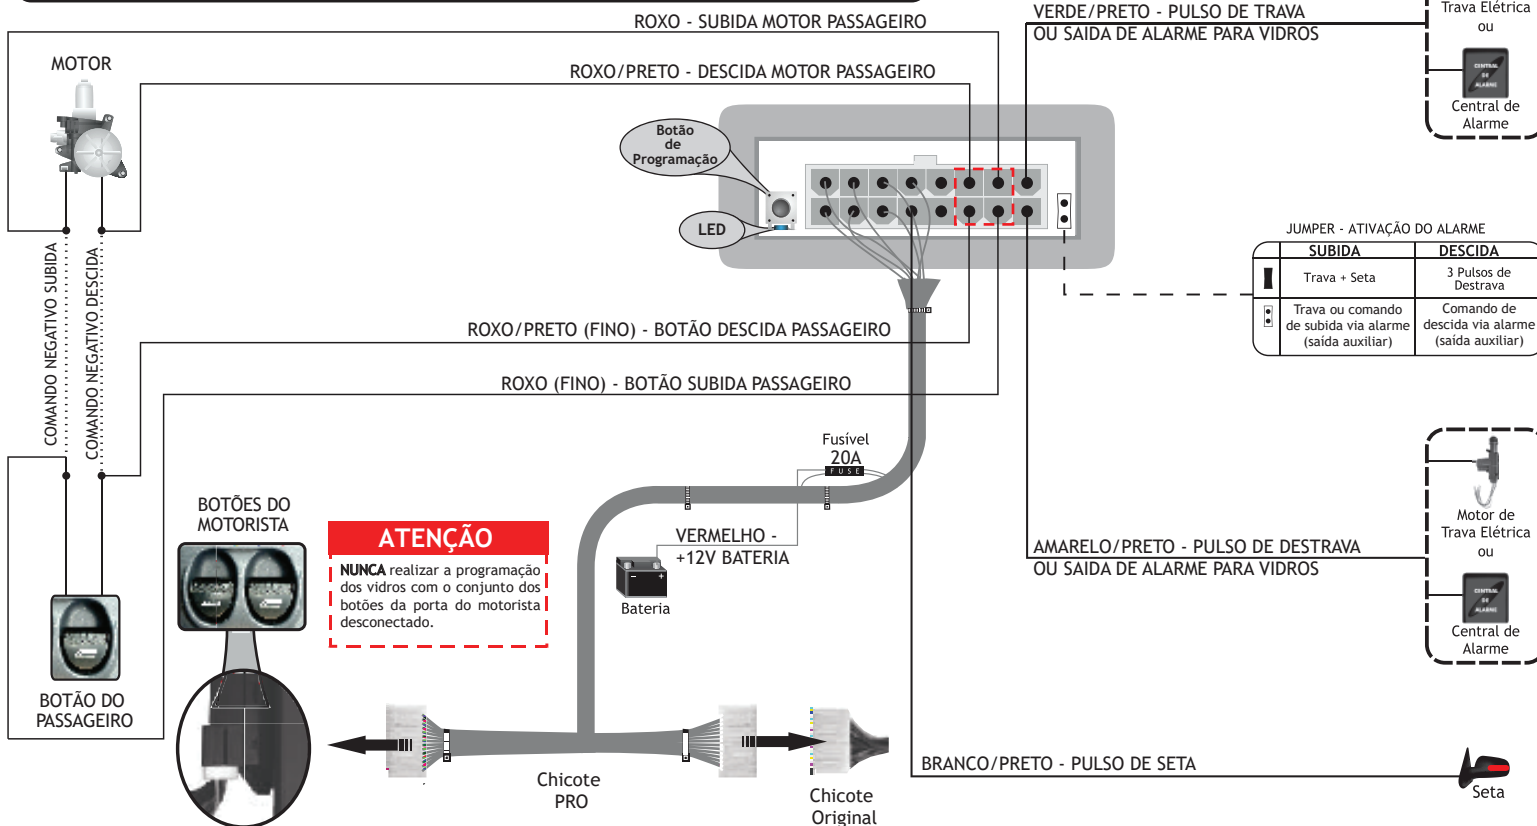 ROXO - SUBIDA MOTOR PASSAGEIRO
ROXO/PRETO - DESCIDA MOTOR PASSAGEIRO
VERDE/PRETO - PULSO DE TRAVA
OU SAIDA DE ALARME PARA VIDROS
Trava Elétrica
ou
CENTRAL
DE
ALARME
Central de
Alarme
MOTOR
Botão
de
Programação
LED
JUMPER - ATIVAÇÃO DO ALARME
SUBIDA DESCIDA
Trava + Seta
3 Pulsos de
Destrava
Trava ou comando
de subida via alarme
(saída auxiliar)
Comando de
descida via alarme
(saída auxiliar)
COMANDO NEGATIVO SUBIDA
COMANDO NEGATIVO DESCIDA
ROXO/PRETO (FINO) - BOTÃO DESCIDA PASSAGEIRO
ROXO (FINO) - BOTÃO SUBIDA PASSAGEIRO
Fusível
20A
FUSE
BOTÕES DO
MOTORISTA
ATENÇÃO
NUNCA realizar a programação
dos vidros com o conjunto dos
botões da porta do motorista
desconectado.
VERMELHO -
+12V BATERIA
- +
Bateria
AMARELO/PRETO - PULSO DE DESTRAVA
OU SAIDA DE ALARME PARA VIDROS
Motor de
Trava Elétrica
ou
CENTRAL
DE
ALARME
Central de
Alarme
BOTÃO DO
PASSAGEIRO
Chicote
PRO
Chicote
Original
BRANCO/PRETO - PULSO DE SETA
Seta